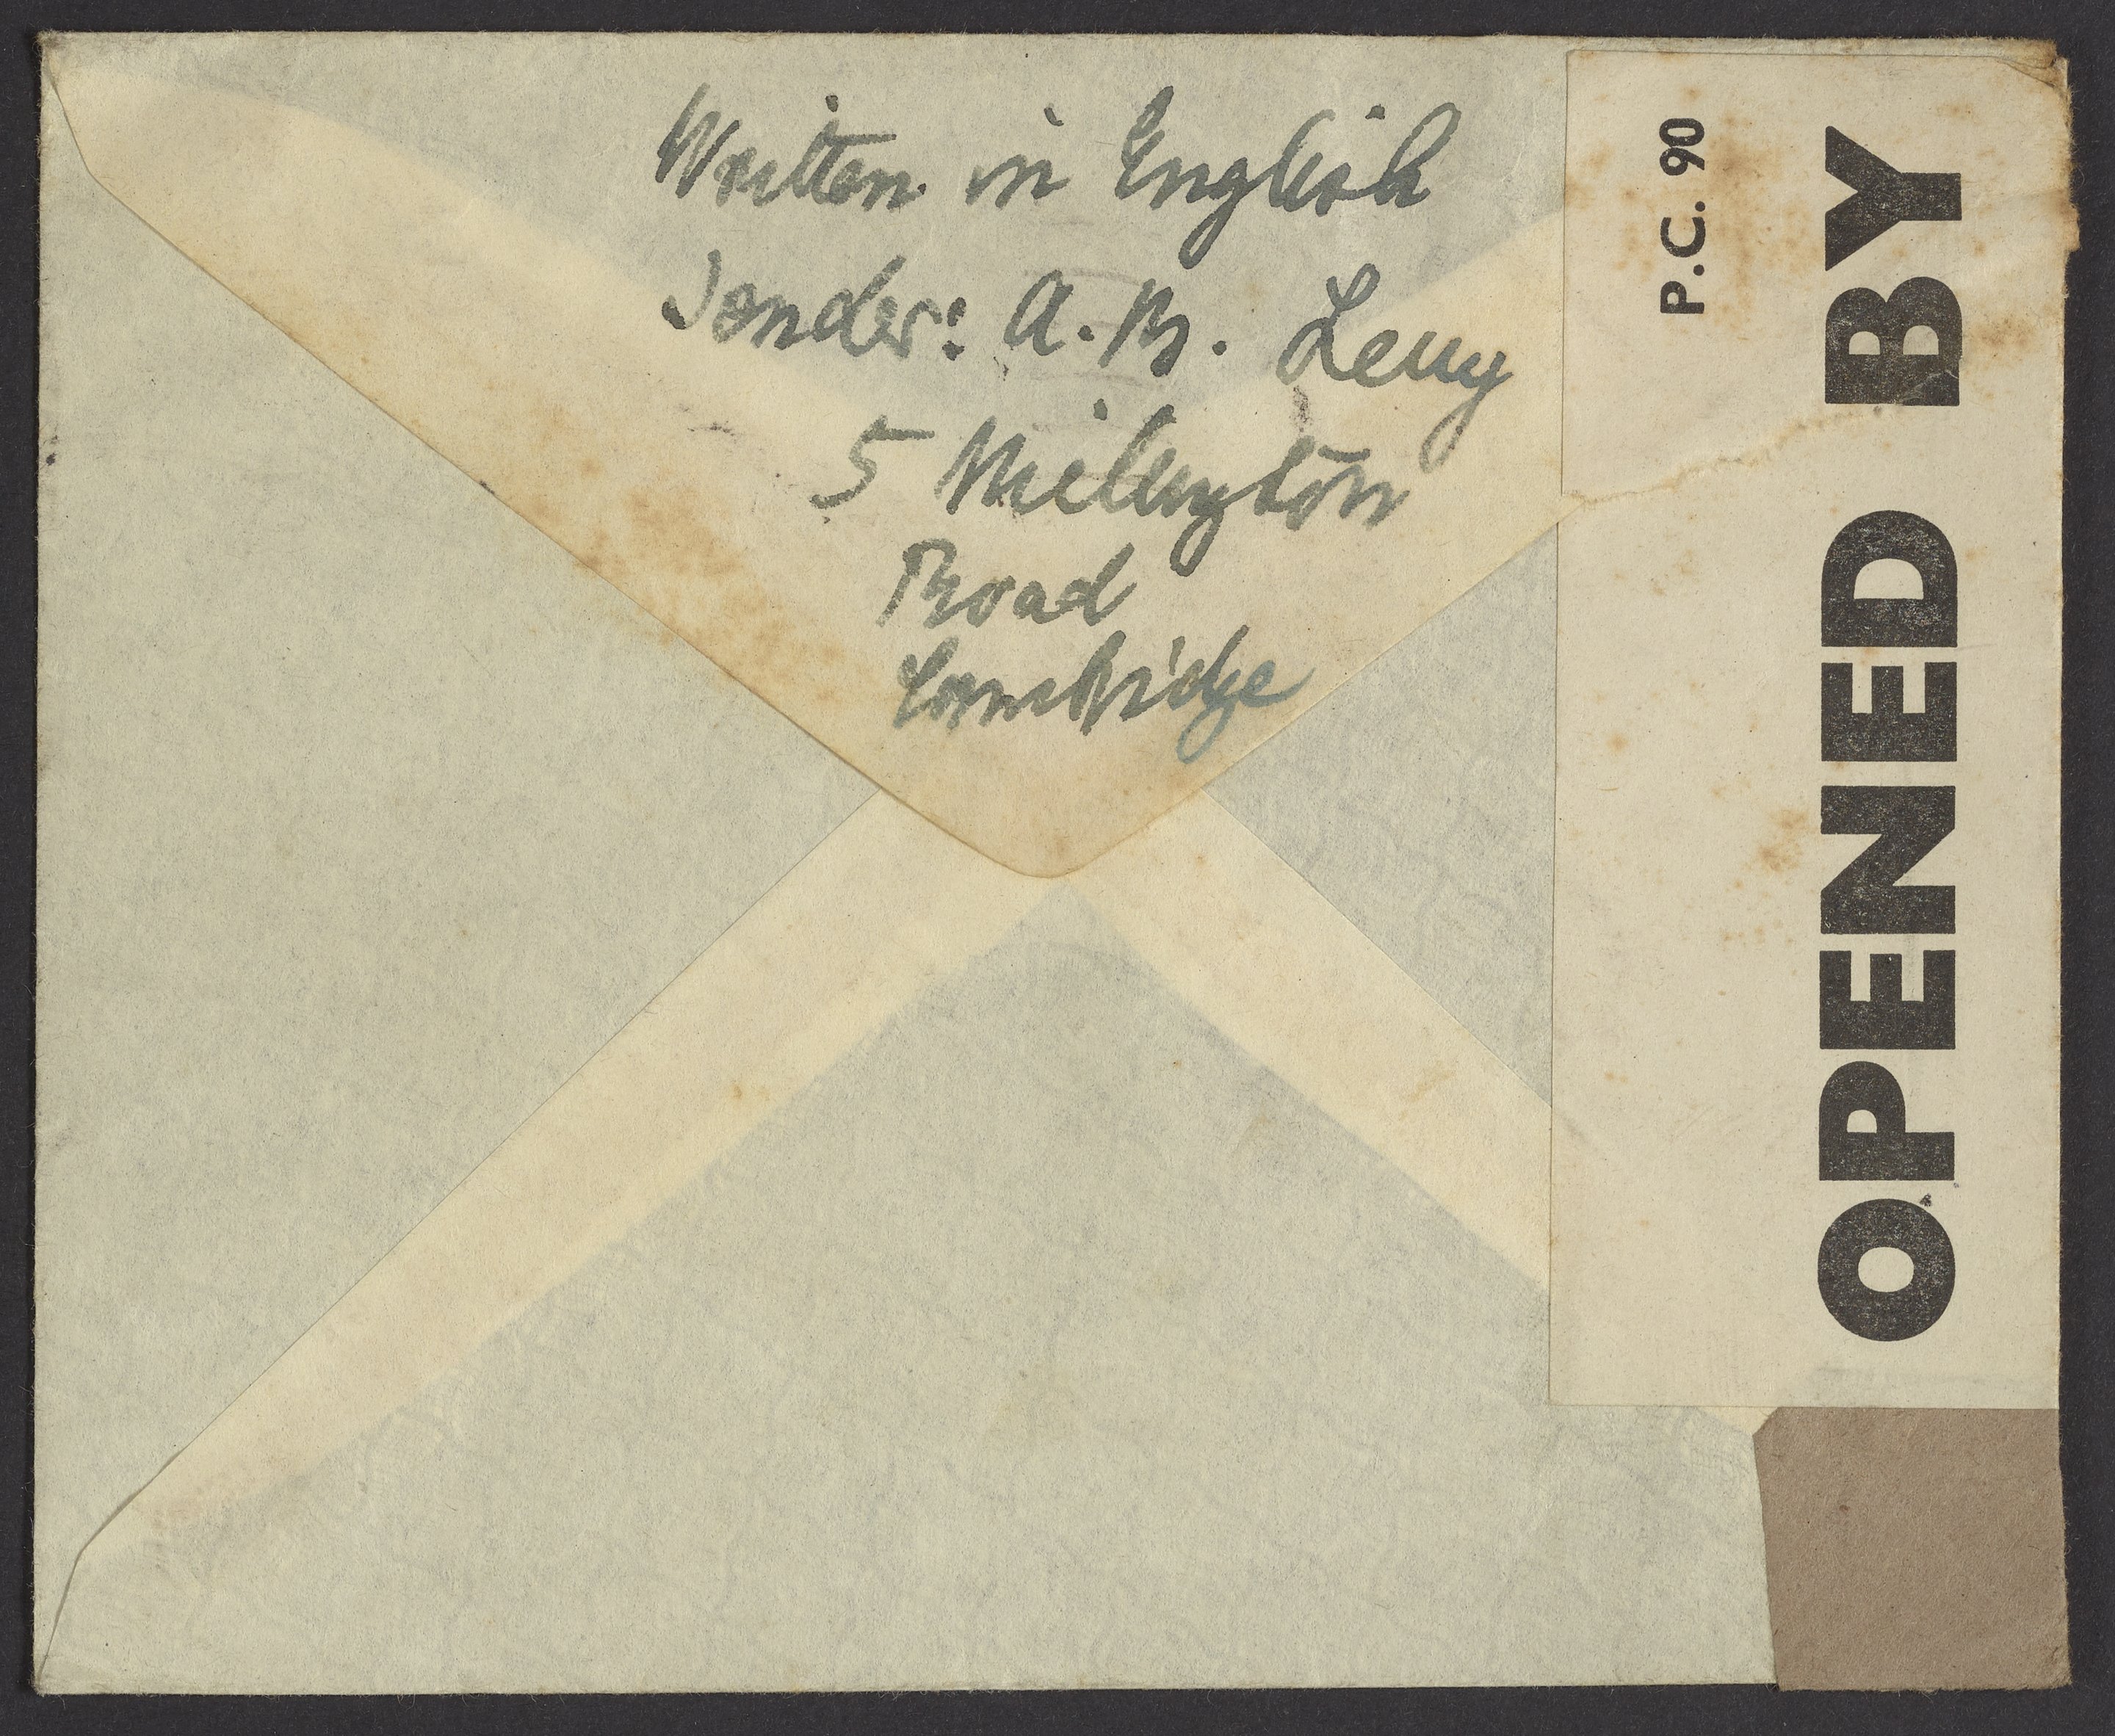 Written in English
Sender: A. B. Levy
5 Millington
Road
Cambridge
P.C. 90
OPENED BY